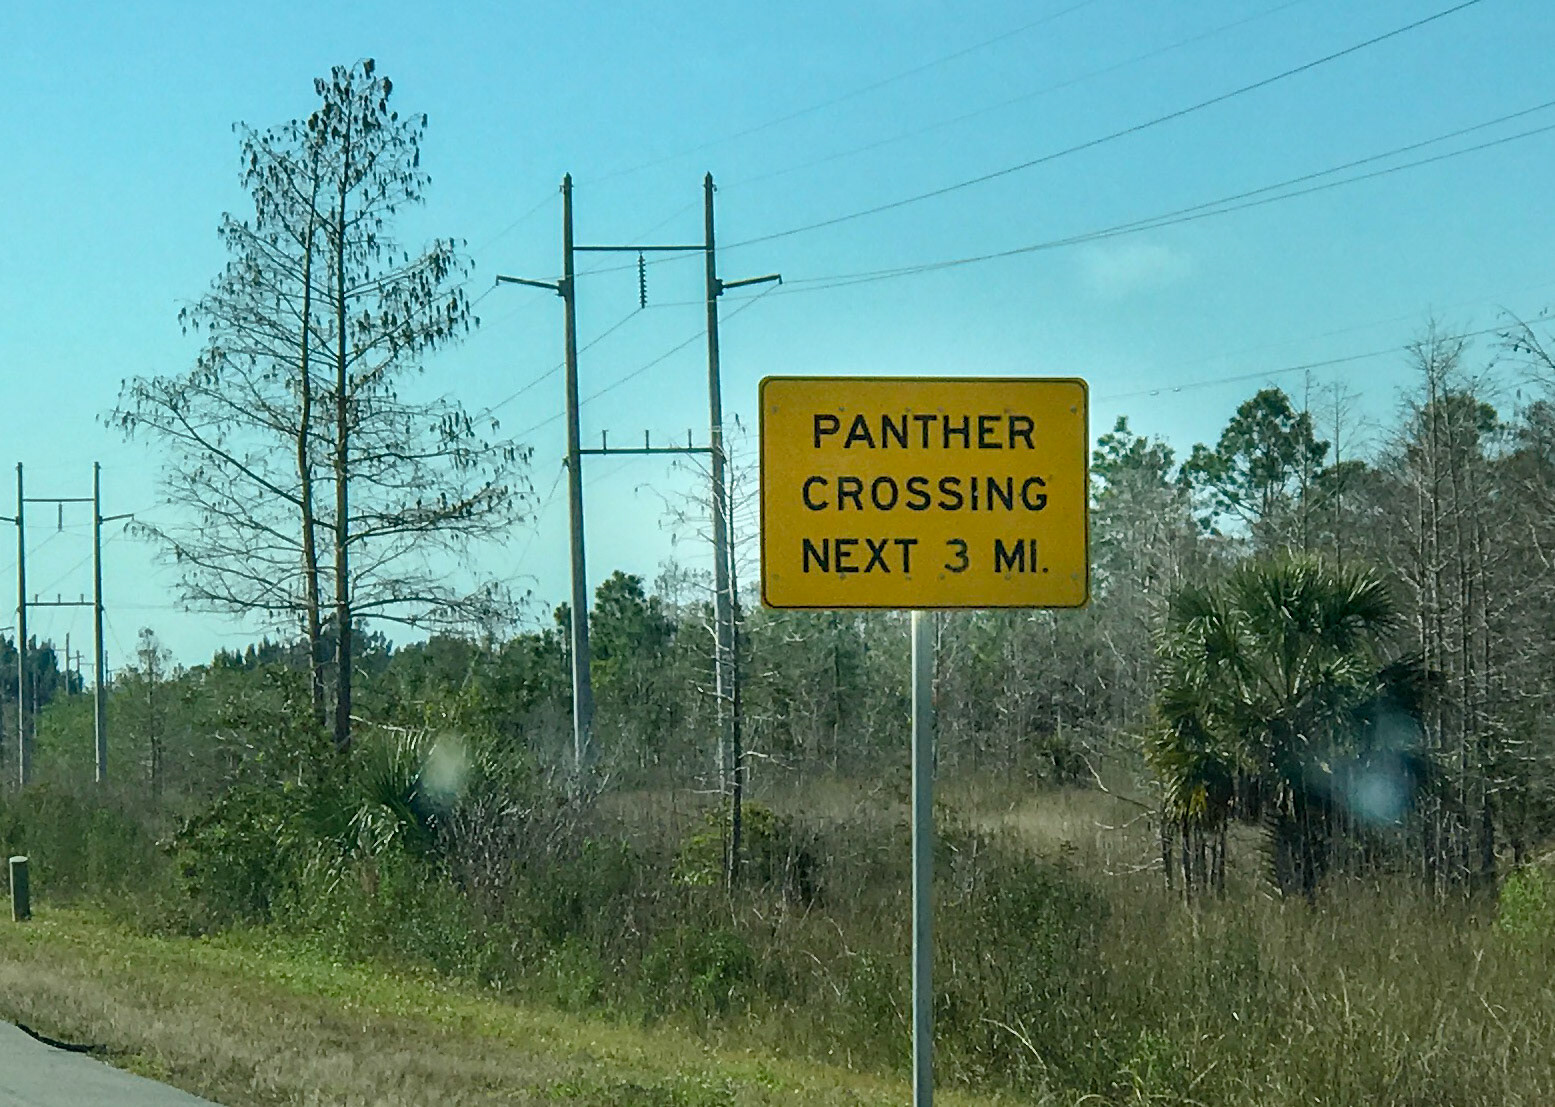 PANTHER
CROSSING
NEXT 3 MI.